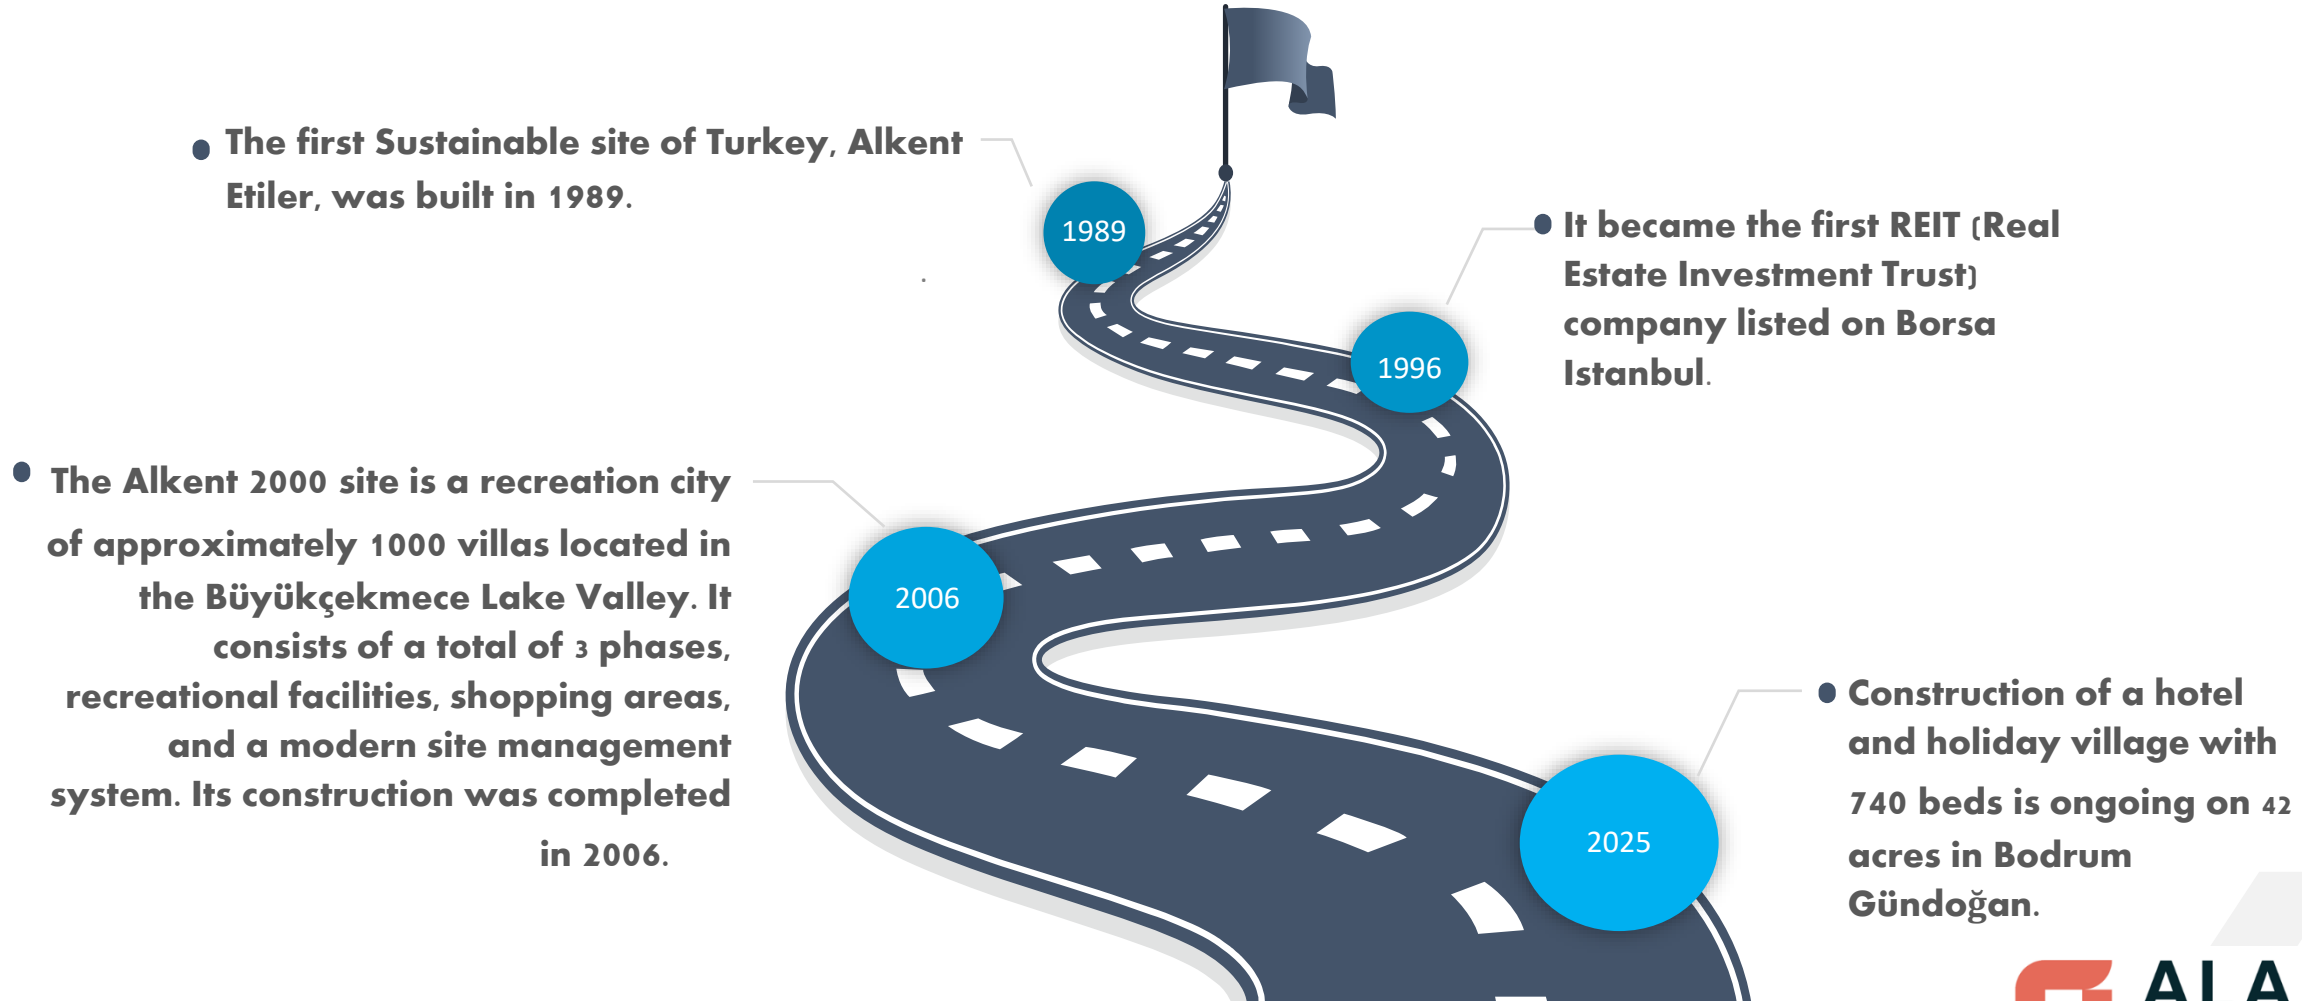 The first Sustainable site of Turkey, Alkent
Etiler, was built in 1989.
.
1989
It became the first REIT (Real
Estate Investment Trust)
company listed on Borsa
Istanbul.
1996
The Alkent 2000 site is a recreation city
of approximately 1000 villas located in
the Büyükçekmece Lake Valley. It
consists of a total of 3 phases,
recreational facilities, shopping areas,
and a modern site management
system. Its construction was completed
in 2006.
2006
Construction of a hotel
and holiday village with
740 beds is ongoing on 42
acres in Bodrum
Gündoğan.
2025